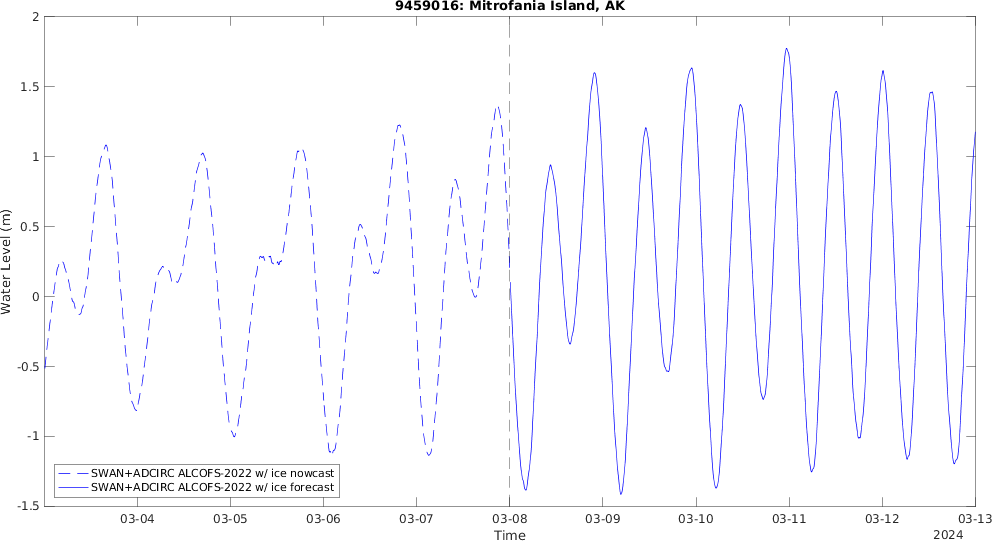 9459016: Mitrofania Island, AK
2
1.5
1
0.5
0
-0.5
-1
-1.5
Water Level (m)
SWAN+ADCIRC ALCOFS-2022 w/ ice nowcast
SWAN+ADCIRC ALCOFS-2022 w/ ice forecast
03-04 03-05 03-06 03-07 03-08 03-09 03-10 03-11 03-12 03-13
Time
2024